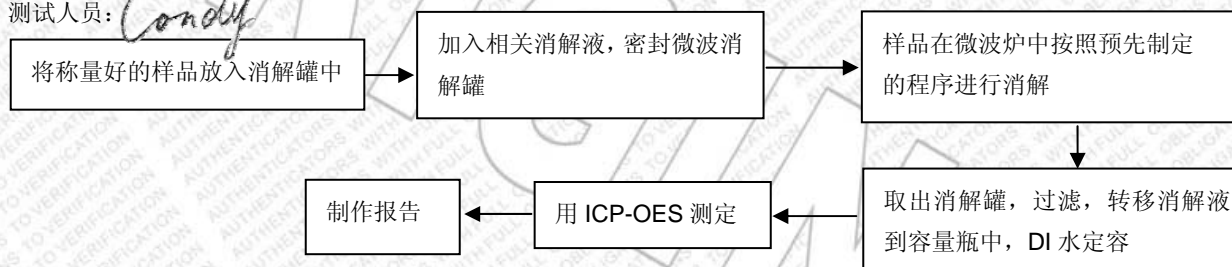 测试人员：Condy
将称量好的样品放入消解罐中
加入相关消解液，密封微波消
解罐
样品在微波炉中按照预先制定
的程序进行消解
取出消解罐，过滤，转移消解液
到容量瓶中，DI 水定容
用 ICP-OES 测定
制作报告